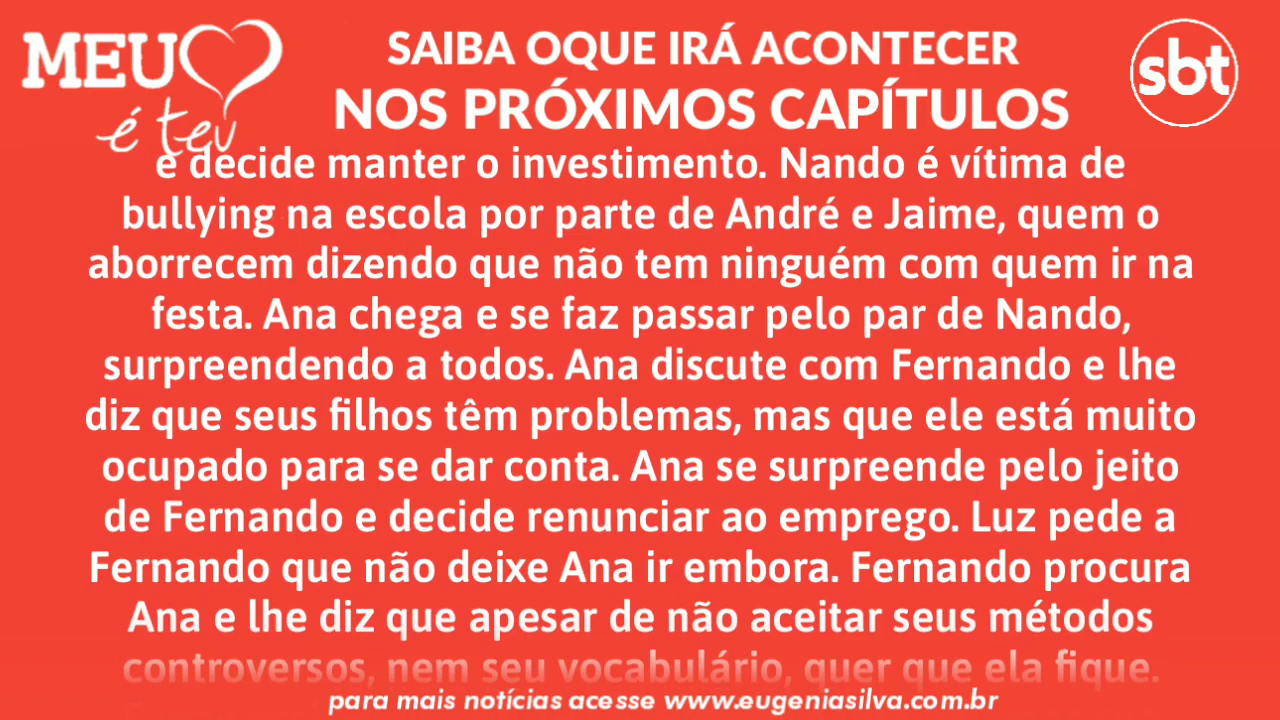 MEU
é teu
SAIBA OQUE IRÁ ACONTECER
NOS PRÓXIMOS CAPÍTULOS
sbt
e decide manter o investimento. Nando é vítima de
bullying na escola por parte de André e Jaime, quem o
aborrecem dizendo que não tem ninguém com quem ir na
festa. Ana chega e se faz passar pelo par de Nando,
surpreendendo a todos. Ana discute com Fernando e lhe
diz que seus filhos têm problemas, mas que ele está muito
ocupado para se dar conta. Ana se surpreende pelo jeito
de Fernando e decide renunciar ao emprego. Luz pede a
Fernando que não deixe Ana ir embora. Fernando procura
Ana e lhe diz que apesar de não aceitar seus métodos
controversos, nem seu vocabulário, quer que ela fique.
para mais notícias acesse www.eugeniasilva.com.br